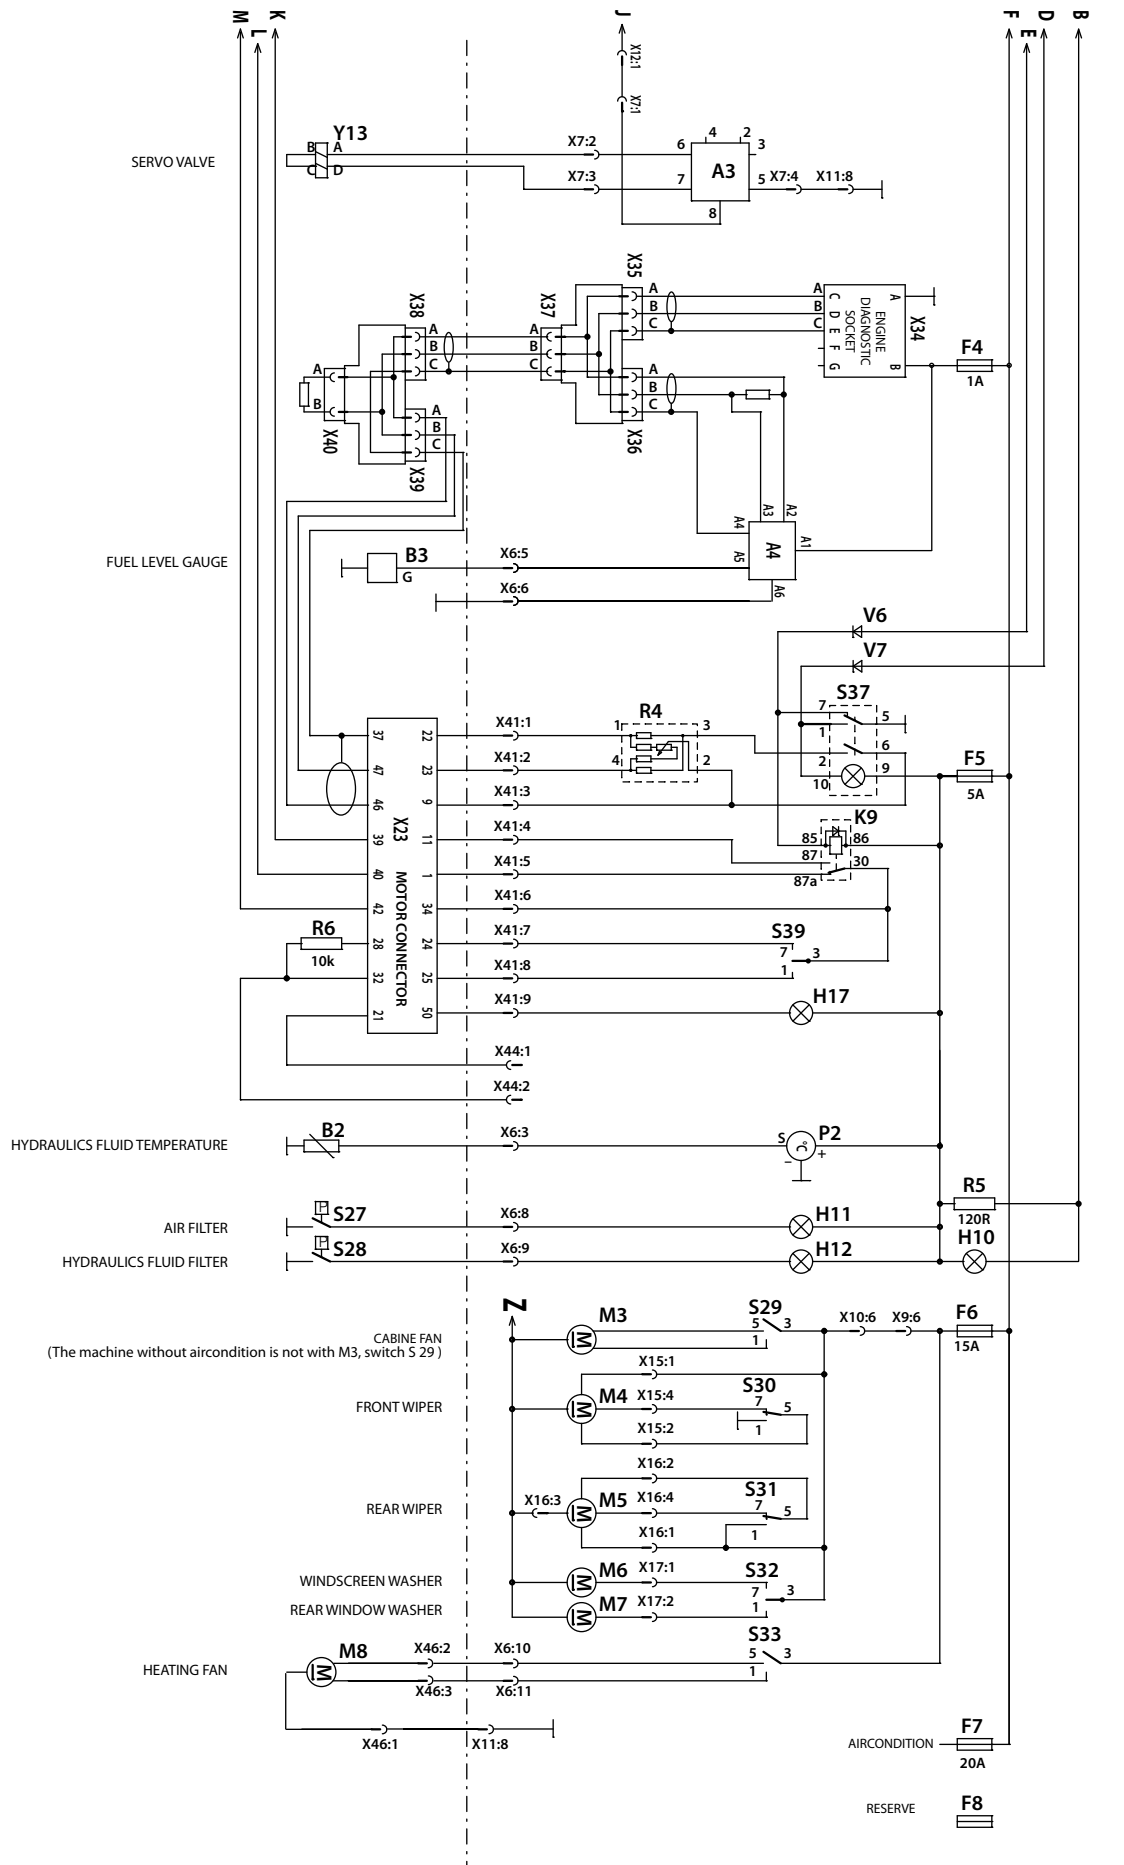 M
L
K
J
F
E
D
B
X12:1
X7:1
SERVO VALVE
Y13
B A
C D
X7:2
X7:3
6
7
4
2
3
A3
5
8
X7:4
X11:8
X35
A
B
C
A
B
C
C
D
E
F
G
ENGINE
DIAGNOSTIC
SOCKET
A
B
X34
F4
1A
X38
A
B
C
X37
A
B
C
A
B
C
X36
A
B
X40
A
B
C
X39
A4
A3
A2
A4
A1
A5
A6
FUEL LEVEL GAUGE
B3
G
X6:5
X6:6
V6
V7
S37
7
5
1
6
2
9
10
F5
5A
R4
1
3
4
2
X41:1
X41:2
X41:3
X41:4
X41:5
X41:6
X41:7
X41:8
X41:9
37
47
46
39
40
42
28
32
21
X23
MOTOR CONNECTOR
22
23
9
11
1
34
24
25
50
K9
85
86
87
30
87a
R6
10k
S39
7
3
1
H17
X44:1
X44:2
HYDRAULICS FLUID TEMPERATURE
B2
X6:3
S
°C
P2
–
+
R5
120R
AIR FILTER
S27
P
X6:8
H11
HYDRAULICS FLUID FILTER
S28
P
X6:9
H12
H10
Z
CABINE FAN
(The machine without aircondition is not with M3, switch S 29 )
M
M3
S29
5
3
1
X10:6
X9:6
F6
15A
X15:1
FRONT WIPER
M
M4
X15:4
S30
7
5
1
X15:2
X16:2
REAR WIPER
X16:3
M
M5
X16:4
S31
7
5
1
X16:1
WINDSCREEN WASHER
M
M6
X17:1
S32
7
3
1
REAR WINDOW WASHER
M
M7
X17:2
HEATING FAN
M
M8
X46:2
X6:10
S33
5
3
1
X46:3
X6:11
X46:1
X11:8
AIRCONDITION
F7
20A
RESERVE
F8